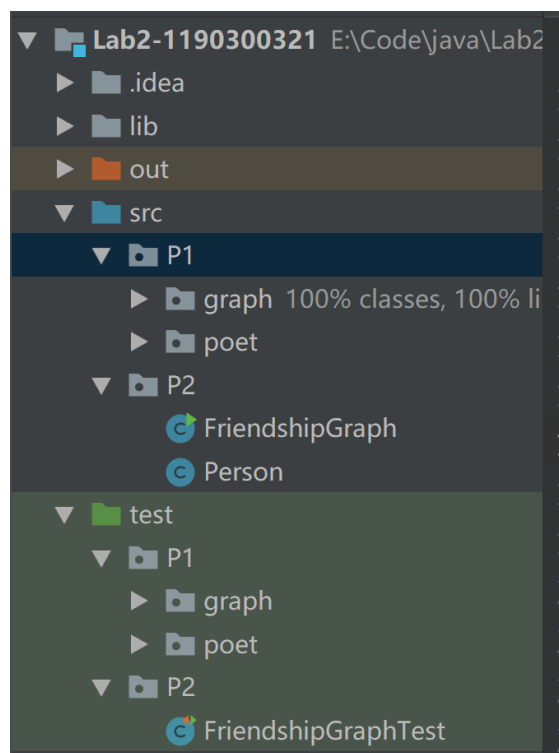 Lab2-1190300321 E:\Code\java\Lab2
.idea
lib
out
src
P1
graph 100% classes, 100% li
poet
P2
FriendshipGraph
Person
test
P1
graph
poet
P2
FriendshipGraphTest